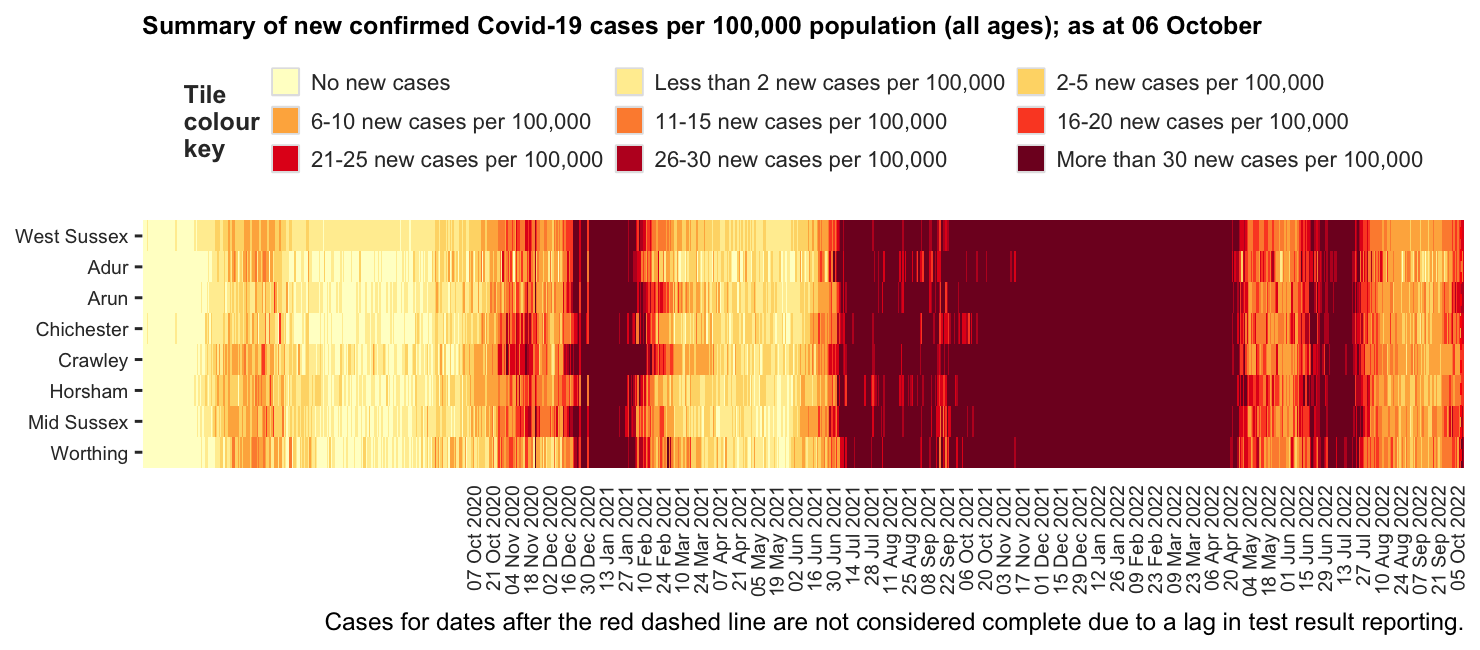 Summary of new confirmed Covid-19 cases per 100,000 population (all ages); as at 06 October
Tile
colour
key
No new cases
Less than 2 new cases per 100,000
2-5 new cases per 100,000
6-10 new cases per 100,000
11-15 new cases per 100,000
16-20 new cases per 100,000
21-25 new cases per 100,000
26-30 new cases per 100,000
More than 30 new cases per 100,000
West Sussex
Adur
Arun
Chichester
Crawley
Horsham
Mid Sussex
Worthing
07 Oct 2020
21 Oct 2020
04 Nov 2020
18 Nov 2020
02 Dec 2020
16 Dec 2020
30 Dec 2020
13 Jan 2021
27 Jan 2021
10 Feb 2021
24 Feb 2021
10 Mar 2021
24 Mar 2021
07 Apr 2021
21 Apr 2021
05 May 2021
19 May 2021
02 Jun 2021
16 Jun 2021
30 Jun 2021
14 Jul 2021
28 Jul 2021
11 Aug 2021
25 Aug 2021
08 Sep 2021
22 Sep 2021
06 Oct 2021
20 Oct 2021
03 Nov 2021
17 Nov 2021
01 Dec 2021
15 Dec 2021
29 Dec 2021
12 Jan 2022
26 Jan 2022
09 Feb 2022
23 Feb 2022
09 Mar 2022
23 Mar 2022
06 Apr 2022
20 Apr 2022
04 May 2022
18 May 2022
01 Jun 2022
15 Jun 2022
29 Jun 2022
13 Jul 2022
27 Jul 2022
10 Aug 2022
24 Aug 2022
07 Sep 2022
21 Sep 2022
05 Oct 2022
Cases for dates after the red dashed line are not considered complete due to a lag in test result reporting.